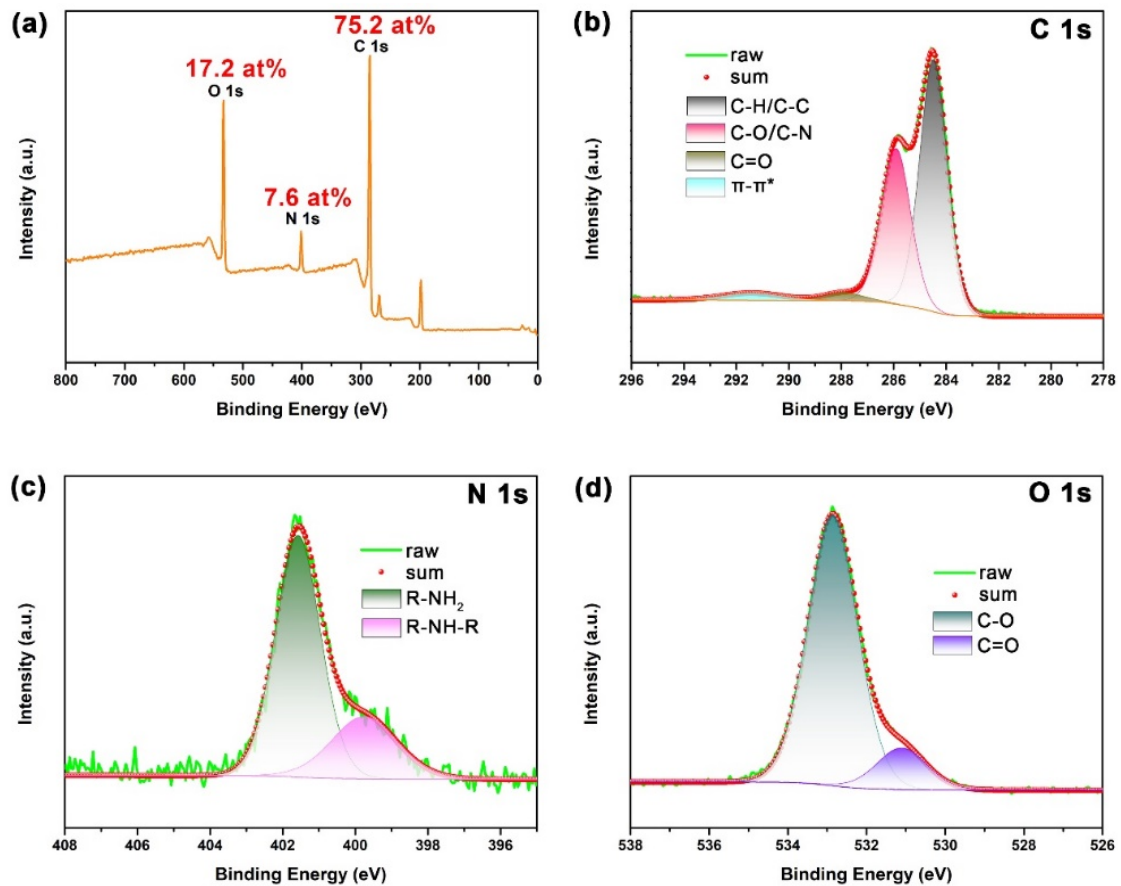 (a)
17.2 at%
O 1s
7.6 at%
N 1s
75.2 at%
C 1s
Intensity (a.u.)
800 700 600 500 400 300 200 100 0
Binding Energy (eV)
(b)
C 1s
raw
sum
C-H/C-C
C-O/C-N
C=O
π-π*
Intensity (a.u.)
296 294 292 290 288 286 284 282 280 278
Binding Energy (eV)
(c)
N 1s
raw
sum
R-NH₂
R-NH-R
Intensity (a.u.)
408 406 404 402 400 398 396
Binding Energy (eV)
(d)
O 1s
raw
sum
C-O
C=O
Intensity (a.u.)
538 536 534 532 530 528 526
Binding Energy (eV)